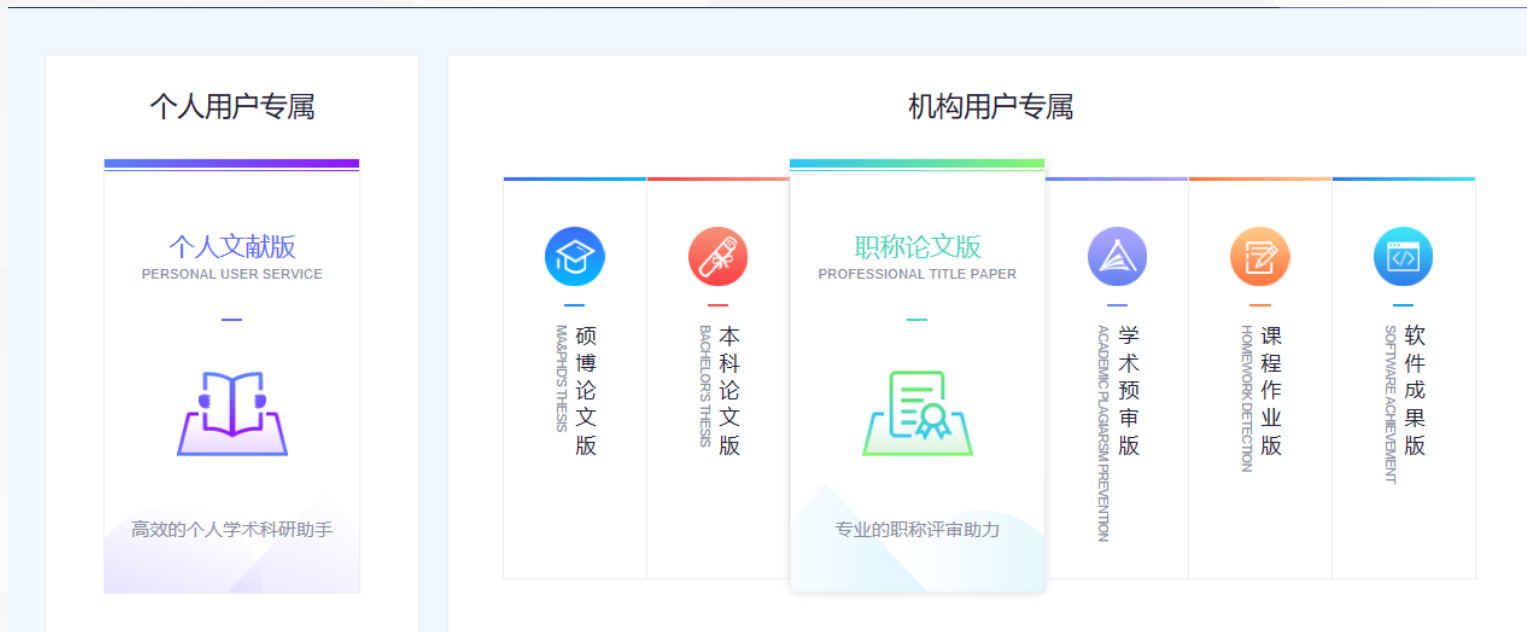 个人用户专属
个人文献版
PERSONAL USER SERVICE
高效的个人学术科研助手
机构用户专属
硕博论文版
MA&PHD'S THESIS
本科论文版
BACHELOR'S THESIS
职称论文版
PROFESSIONAL TITLE PAPER
专业的职称评审助力
学术预审版
ACADEMIC PLAGIARSM PREVENTION
课程作业版
HOMEWORK DETECTION
软件成果版
SOFTWARE ACHIEVEMENT